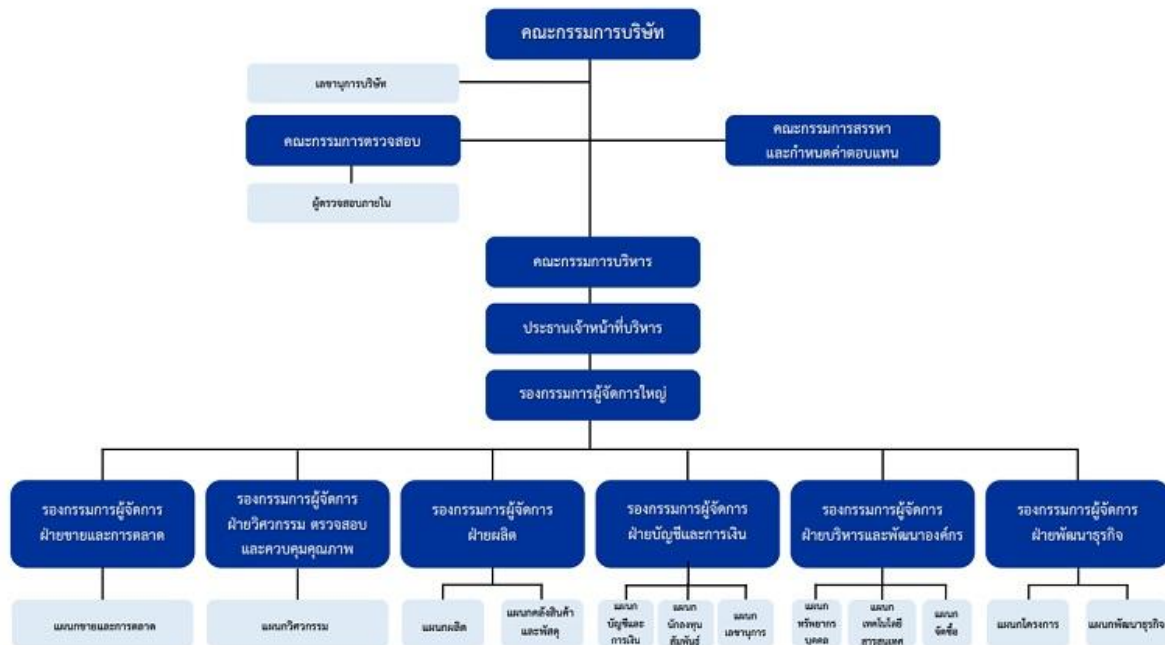 คณะกรรมการบริษัท
เลขานุการบริษัท
คณะกรรมการตรวจสอบ
คณะกรรมการสรรหา
และกำหนดค่าตอบแทน
ผู้ตรวจสอบภายใน
คณะกรรมการบริหาร
ประธานเจ้าหน้าที่บริหาร
รองกรรมการผู้จัดการใหญ่
รองกรรมการผู้จัดการ
ฝ่ายขายและการตลาด
รองกรรมการผู้จัดการ
ฝ่ายวิศวกรรม ตรวจสอบ
และควบคุมคุณภาพ
รองกรรมการผู้จัดการ
ฝ่ายผลิต
รองกรรมการผู้จัดการ
ฝ่ายบัญชีและการเงิน
รองกรรมการผู้จัดการ
ฝ่ายบริหารและพัฒนาองค์กร
รองกรรมการผู้จัดการ
ฝ่ายพัฒนาธุรกิจ
แผนกขายและการตลาด
แผนกวิศวกรรม
แผนกผลิต
แผนกคลังสินค้า
และพัสดุ
แผนก
บัญชีและ
การเงิน
แผนก
นักลงทุน
สัมพันธ์
แผนก
เลขานุการ
แผนก
ทรัพยากร
บุคคล
แผนก
เทคโนโลยี
สารสนเทศ
แผนก
จัดซื้อ
แผนกโครงการ
แผนกพัฒนาธุรกิจ